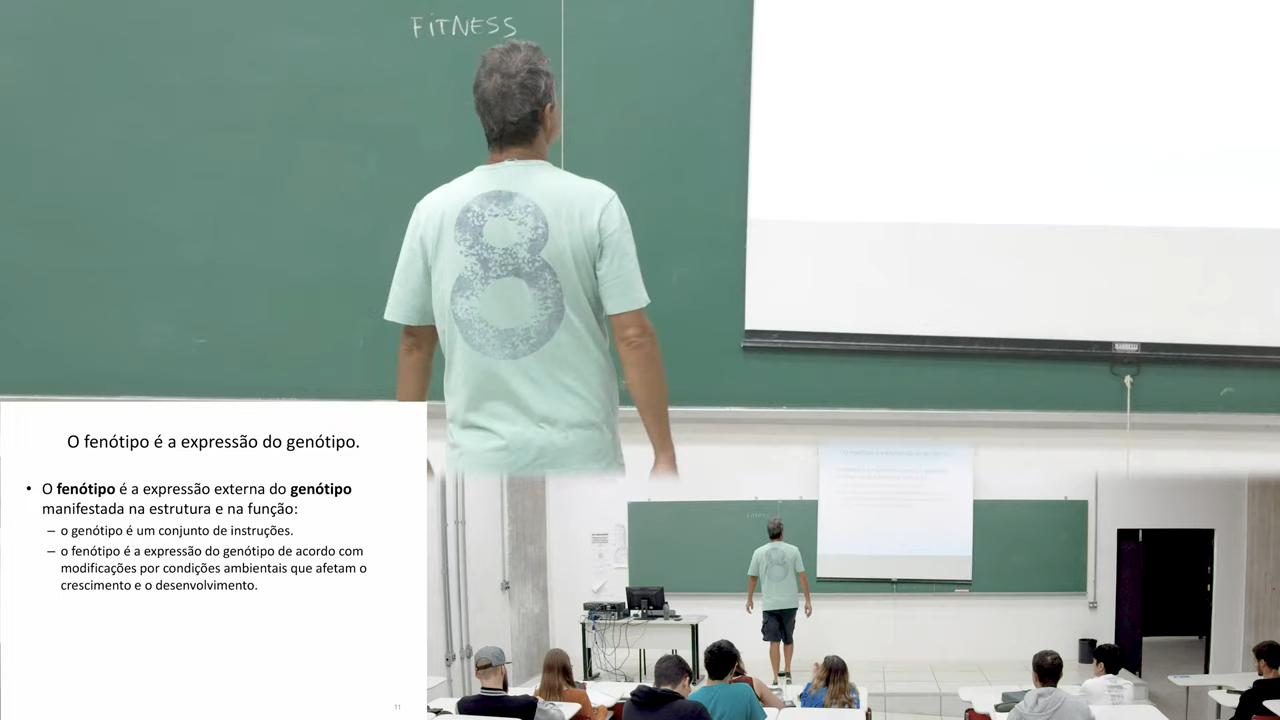 FiTNESS
8
O fenótipo é a expressão do genótipo.
• O fenótipo é a expressão externa do genótipo
manifestada na estrutura e na função:
– o genótipo é um conjunto de instruções.
– o fenótipo é a expressão do genótipo de acordo com
modificações por condições ambientais que afetam o
crescimento e o desenvolvimento.
11